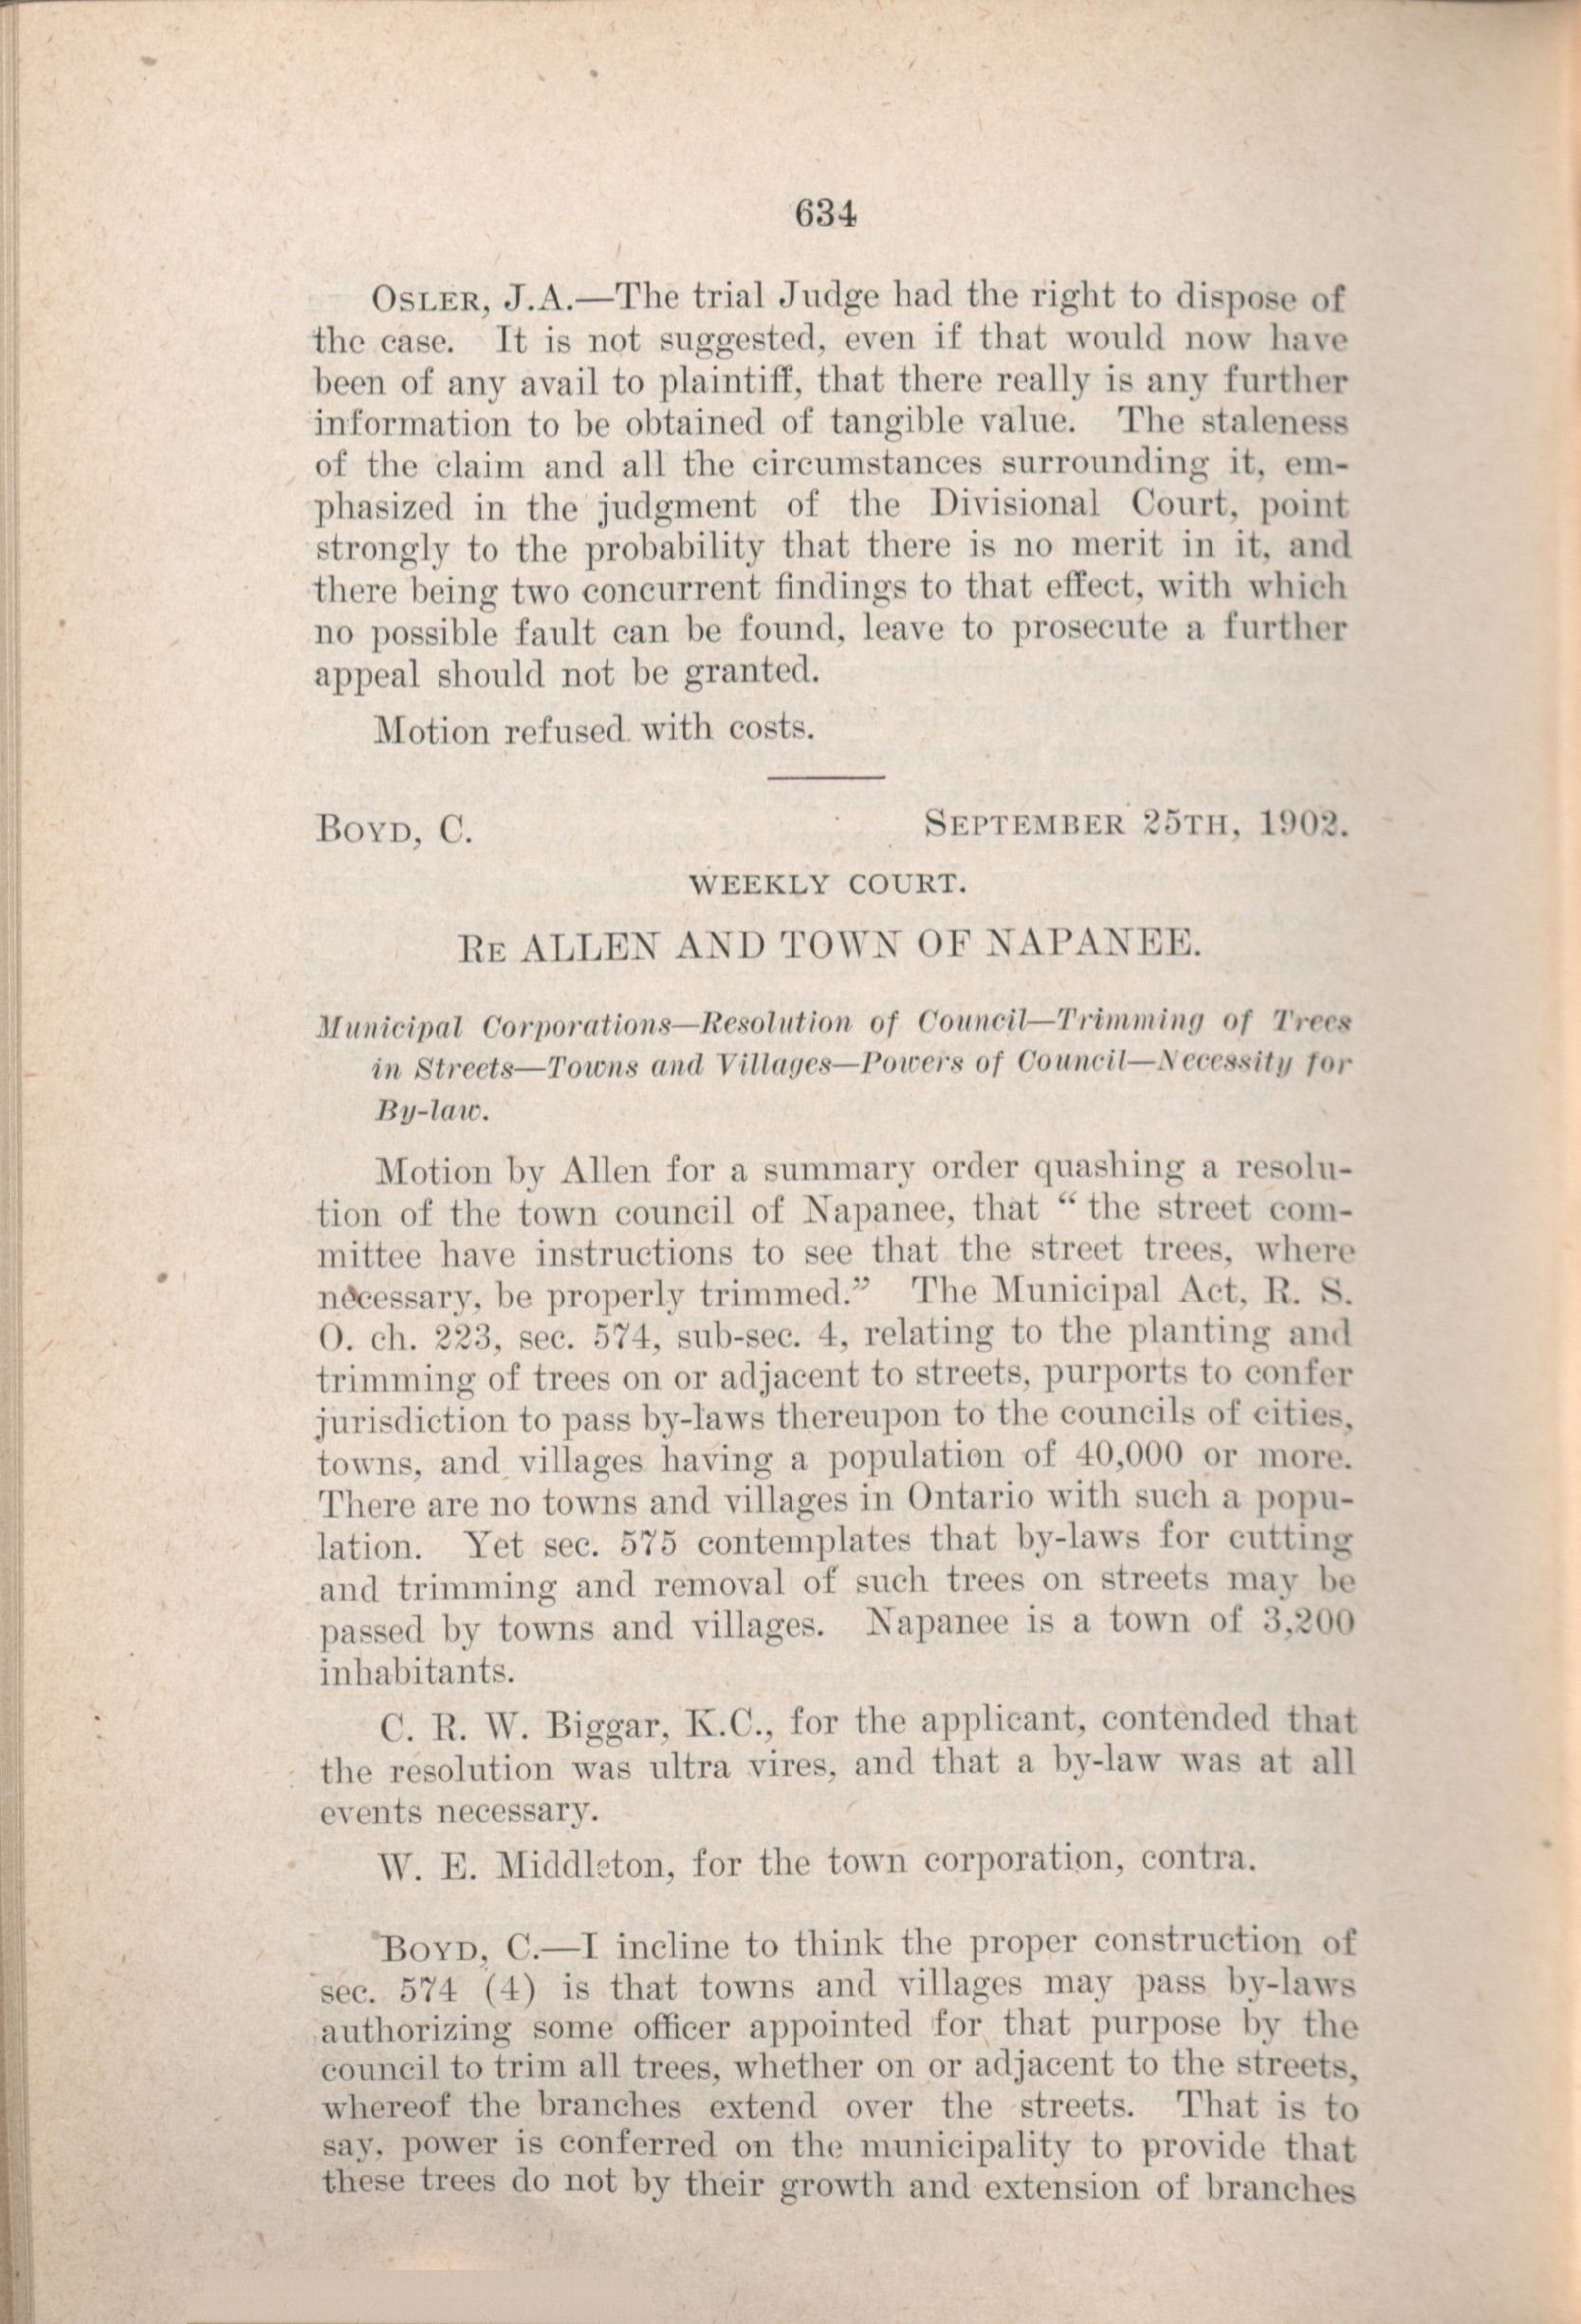 634
OSLER, J.A.—The trial Judge had the right to dispose of
the case. It is not suggested, even if that would now have
been of any avail to plaintiff, that there really is any further
information to be obtained of tangible value. The staleness
of the claim and all the circumstances surrounding it, em-
phasized in the judgment of the Divisional Court, point
strongly to the probability that there is no merit in it, and
there being two concurrent findings to that effect, with which
no possible fault can be found, leave to prosecute a further
appeal should not be granted.
Motion refused with costs.
BOYD, C. SEPTEMBER 25TH, 1902.
WEEKLY COURT.
RE ALLEN AND TOWN OF NAPANEE.
Municipal Corporations—Resolution of Council—Trimming of Trees
in Streets—Towns and Villages—Powers of Council—Necessity for
By-law.
Motion by Allen for a summary order quashing a resolu-
tion of the town council of Napanee, that “ the street com-
mittee have instructions to see that the street trees, where
necessary, be properly trimmed.” The Municipal Act, R. S.
O. ch. 223, sec. 574, sub-sec. 4, relating to the planting and
trimming of trees on or adjacent to streets, purports to confer
jurisdiction to pass by-laws thereupon to the councils of cities,
towns, and villages having a population of 40,000 or more.
There are no towns and villages in Ontario with such a popu-
lation. Yet sec. 575 contemplates that by-laws for cutting
and trimming and removal of such trees on streets may be
passed by towns and villages. Napanee is a town of 3,200
inhabitants.
C. R. W. Biggar, K.C., for the applicant, contended that
the resolution was ultra vires, and that a by-law was at all
events necessary.
W. E. Middleton, for the town corporation, contra.
BOYD, C.—I incline to think the proper construction of
sec. 574 (4) is that towns and villages may pass by-laws
authorizing some officer appointed for that purpose by the
council to trim all trees, whether on or adjacent to the streets,
whereof the branches extend over the streets. That is to
say, power is conferred on the municipality to provide that
these trees do not by their growth and extension of branches